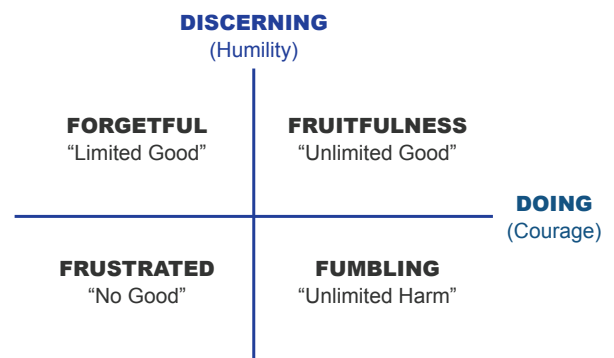 DISCERNING
(Humility)
FORGETFUL
“Limited Good”
FRUITFULNESS
“Unlimited Good”
DOING
(Courage)
FRUSTRATED
“No Good”
FUMBLING
“Unlimited Harm”